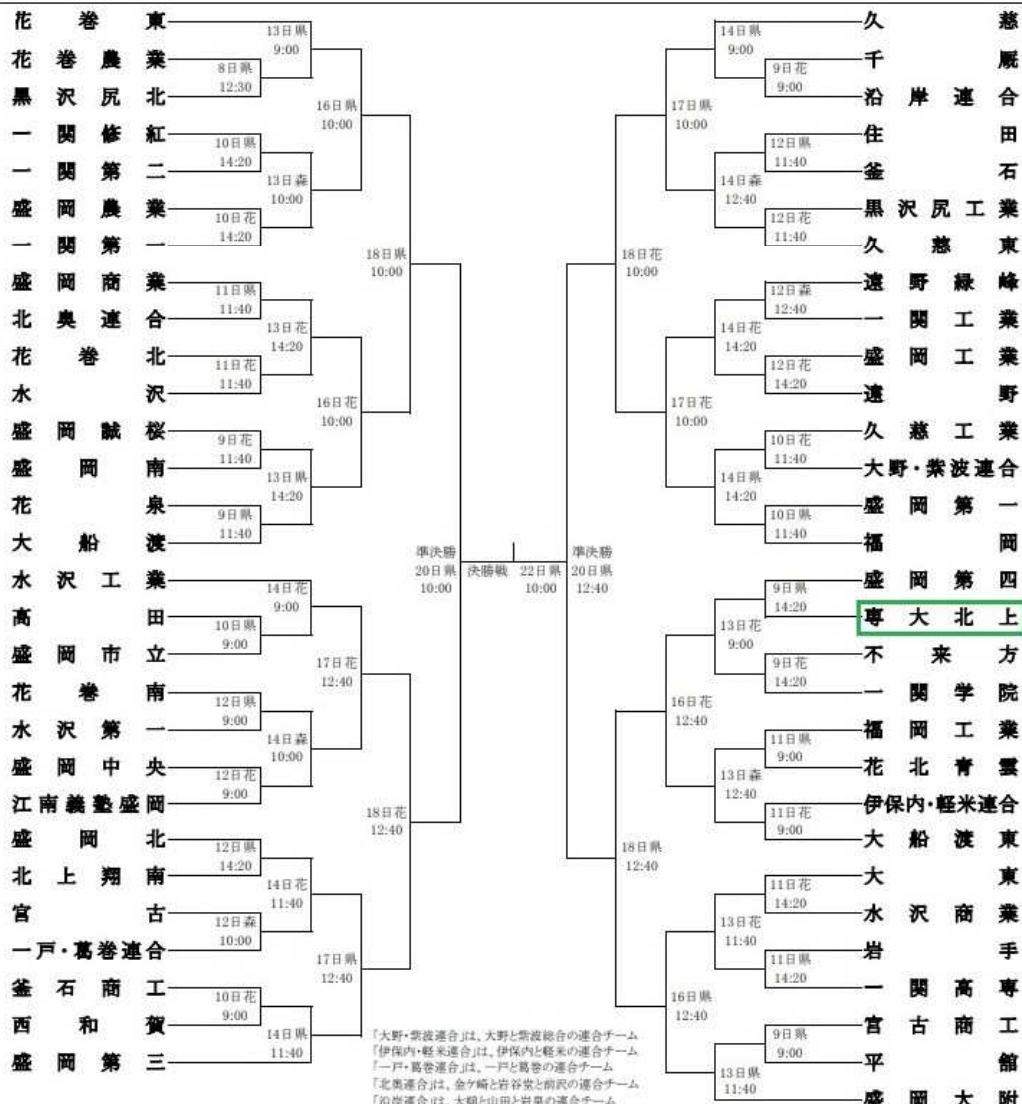 花巻東
花巻農業
黒沢尻北
一関修紅
一関第二
盛岡農業
一関第一
盛岡商業
北奥連合
花巻北
水沢
盛岡誠桜
盛岡南
花泉
大船渡
水沢工業
高田
盛岡市立
花巻南
水沢第一
盛岡中央
江南義塾盛岡
盛岡北
北上翔南
宮古
一戸・葛巻連合
釜石商工
西和賀
盛岡第三
8日県
12:30
10日県
14:20
10日花
14:20
11日県
11:40
11日花
11:40
9日花
11:40
9日県
11:40
10日県
9:00
12日県
9:00
12日花
9:00
12日県
14:20
12日森
10:00
10日花
9:00
13日県
9:00
13日森
10:00
13日花
14:20
13日県
14:20
14日花
9:00
14日森
10:00
14日花
11:40
14日県
11:40
16日県
10:00
16日花
10:00
17日花
12:40
17日県
12:40
18日県
10:00
18日花
12:40
準決勝
20日県
10:00
決勝戦
22日県
10:00
準決勝
20日県
12:40
18日花
10:00
18日県
12:40
17日県
10:00
17日花
10:00
16日花
12:40
16日県
12:40
14日県
9:00
14日森
12:40
14日花
14:20
14日県
14:20
13日花
9:00
13日森
12:40
13日花
11:40
13日県
11:40
9日花
9:00
12日県
11:40
12日花
11:40
12日森
12:40
12日花
14:20
10日花
11:40
10日県
11:40
9日県
14:20
9日花
14:20
11日県
9:00
11日花
9:00
11日花
14:20
11日県
14:20
9日県
9:00
久慈
千厩
沿岸連合
住田
釜石
黒沢尻工業
久慈東
遠野緑峰
一関工業
盛岡工業
遠野
久慈工業
大野・紫波連合
盛岡第一
福岡
盛岡第四
専大北上
不来方
一関学院
福岡工業
花北青雲
伊保内・軽米連合
大船渡東
大東
水沢商業
岩手
一関高専
宮古商工
平舘
盛岡大附
「大野・紫波連合」は、大野と紫波総合の連合チーム
「伊保内・軽米連合」は、伊保内と軽米の連合チーム
「一戸・葛巻連合」は、一戸と葛巻の連合チーム
「北奥連合」は、金ケ崎と岩谷堂と前沢の連合チーム
「沿岸連合」は、大槌と山田と岩泉の連合チーム